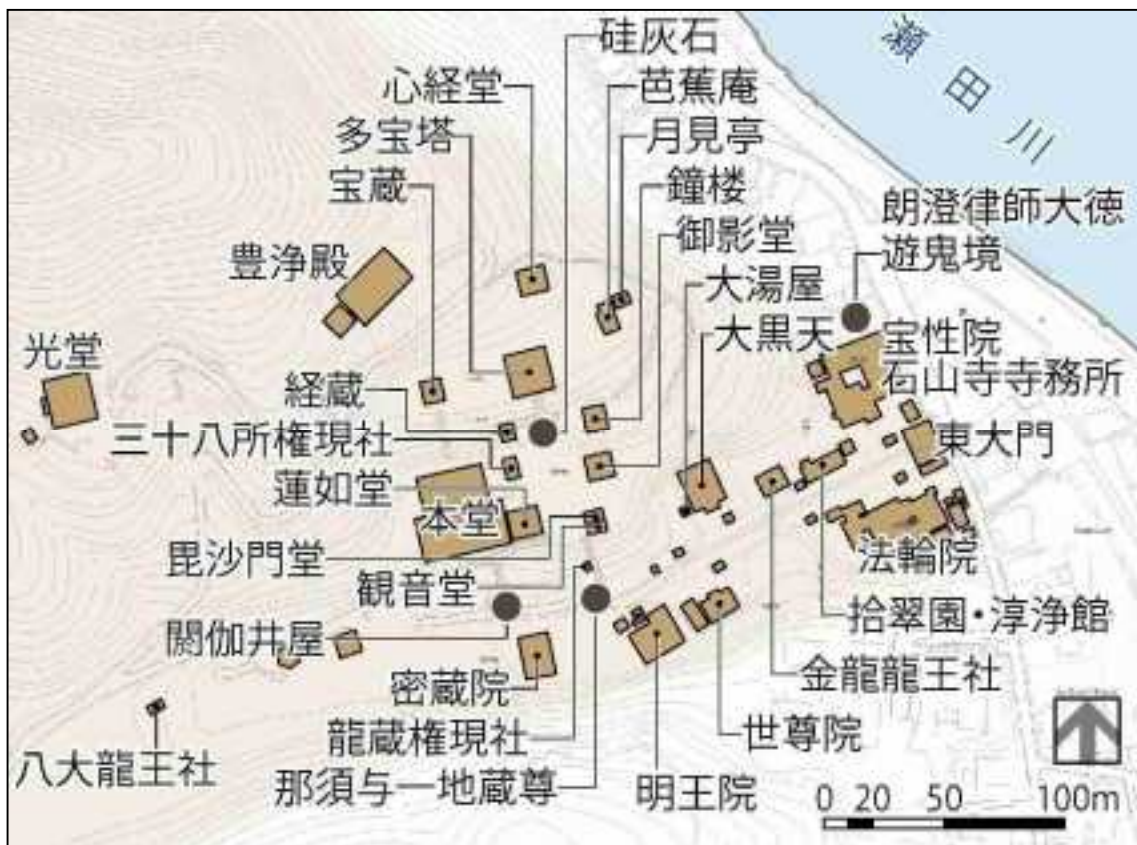 硅灰石
心経堂
芭蕉庵
多宝塔
月見亭
宝蔵
鐘楼
御影堂
豊浄殿
大湯屋
大黒天
瀬田川
朗澄律師大徳
遊鬼境
宝性院
石山寺寺務所
東大門
光堂
経蔵
三十八所権現社
蓮如堂
本堂
毘沙門堂
観音堂
閼伽井屋
密蔵院
龍蔵権現社
那須与一地蔵尊
八大龍王社
法輪院
拾翠園・淳浄館
金龍龍王社
世尊院
明王院
0 20 50 100m